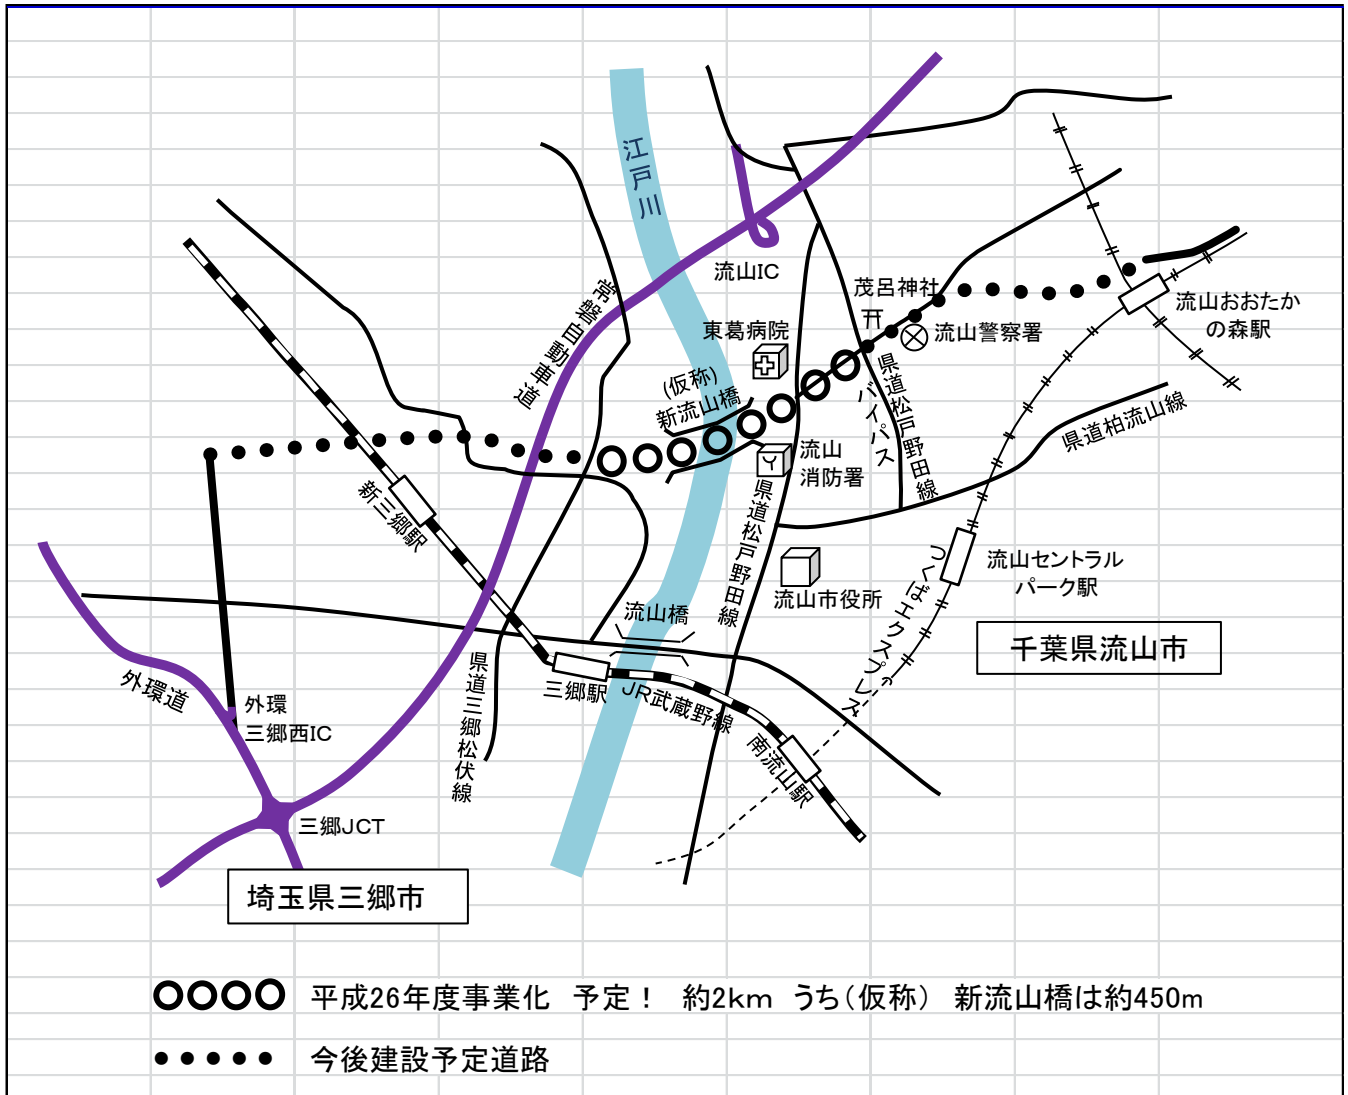 江戸川
流山IC
常磐自動車道
茂呂神社
流山おおたか
の森駅
東葛病院
流山警察署
(仮称)
新流山橋
県道松戸野田線
バイパス
県道柏流山線
流山
消防署
新三郷駅
県道松戸野田線
流山セントラル
パーク駅
つくばエクスプレス
流山市役所
流山橋
千葉県流山市
外環道
県道三郷松伏線
三郷駅
JR武蔵野線
外環
三郷西IC
南流山駅
三郷JCT
埼玉県三郷市
平成26年度事業化 予定! 約2km うち(仮称) 新流山橋は約450m
今後建設予定道路